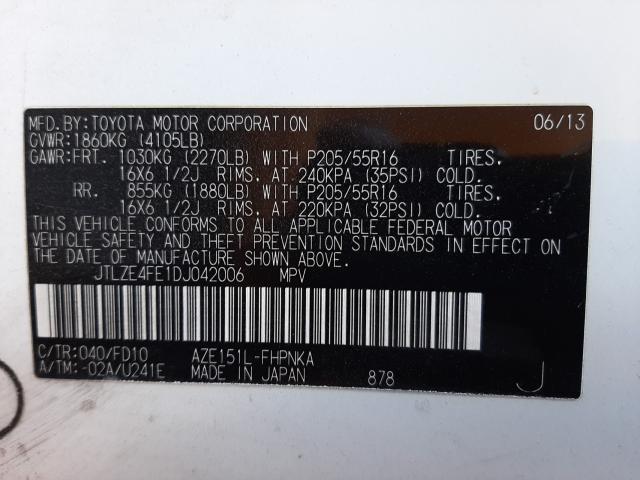 MFD.BY:TOYOTA MOTOR CORPORATION 06/13
GVWR:1860KG (4105LB)
GAWR:FRT. 1030KG (2270LB) WITH P205/55R16 TIRES.
16X6 1/2J RIMS. AT 240KPA (35PSI) COLD.
RR. 855KG (1880LB) WITH P205/55R16 TIRES.
16X6 1/2J RIMS. AT 220KPA (32PSI) COLD.
THIS VEHICLE CONFORMS TO ALL APPLICABLE FEDERAL MOTOR
VEHICLE SAFETY AND THEFT PREVENTION STANDARDS IN EFFECT ON
THE DATE OF MANUFACTURE SHOWN ABOVE.
JTLZE4FE1DJ042006 MPV
C/TR:040/FD10 AZE151L-FHPNKA
A/TM:-02A/U241E MADE IN JAPAN 878 J